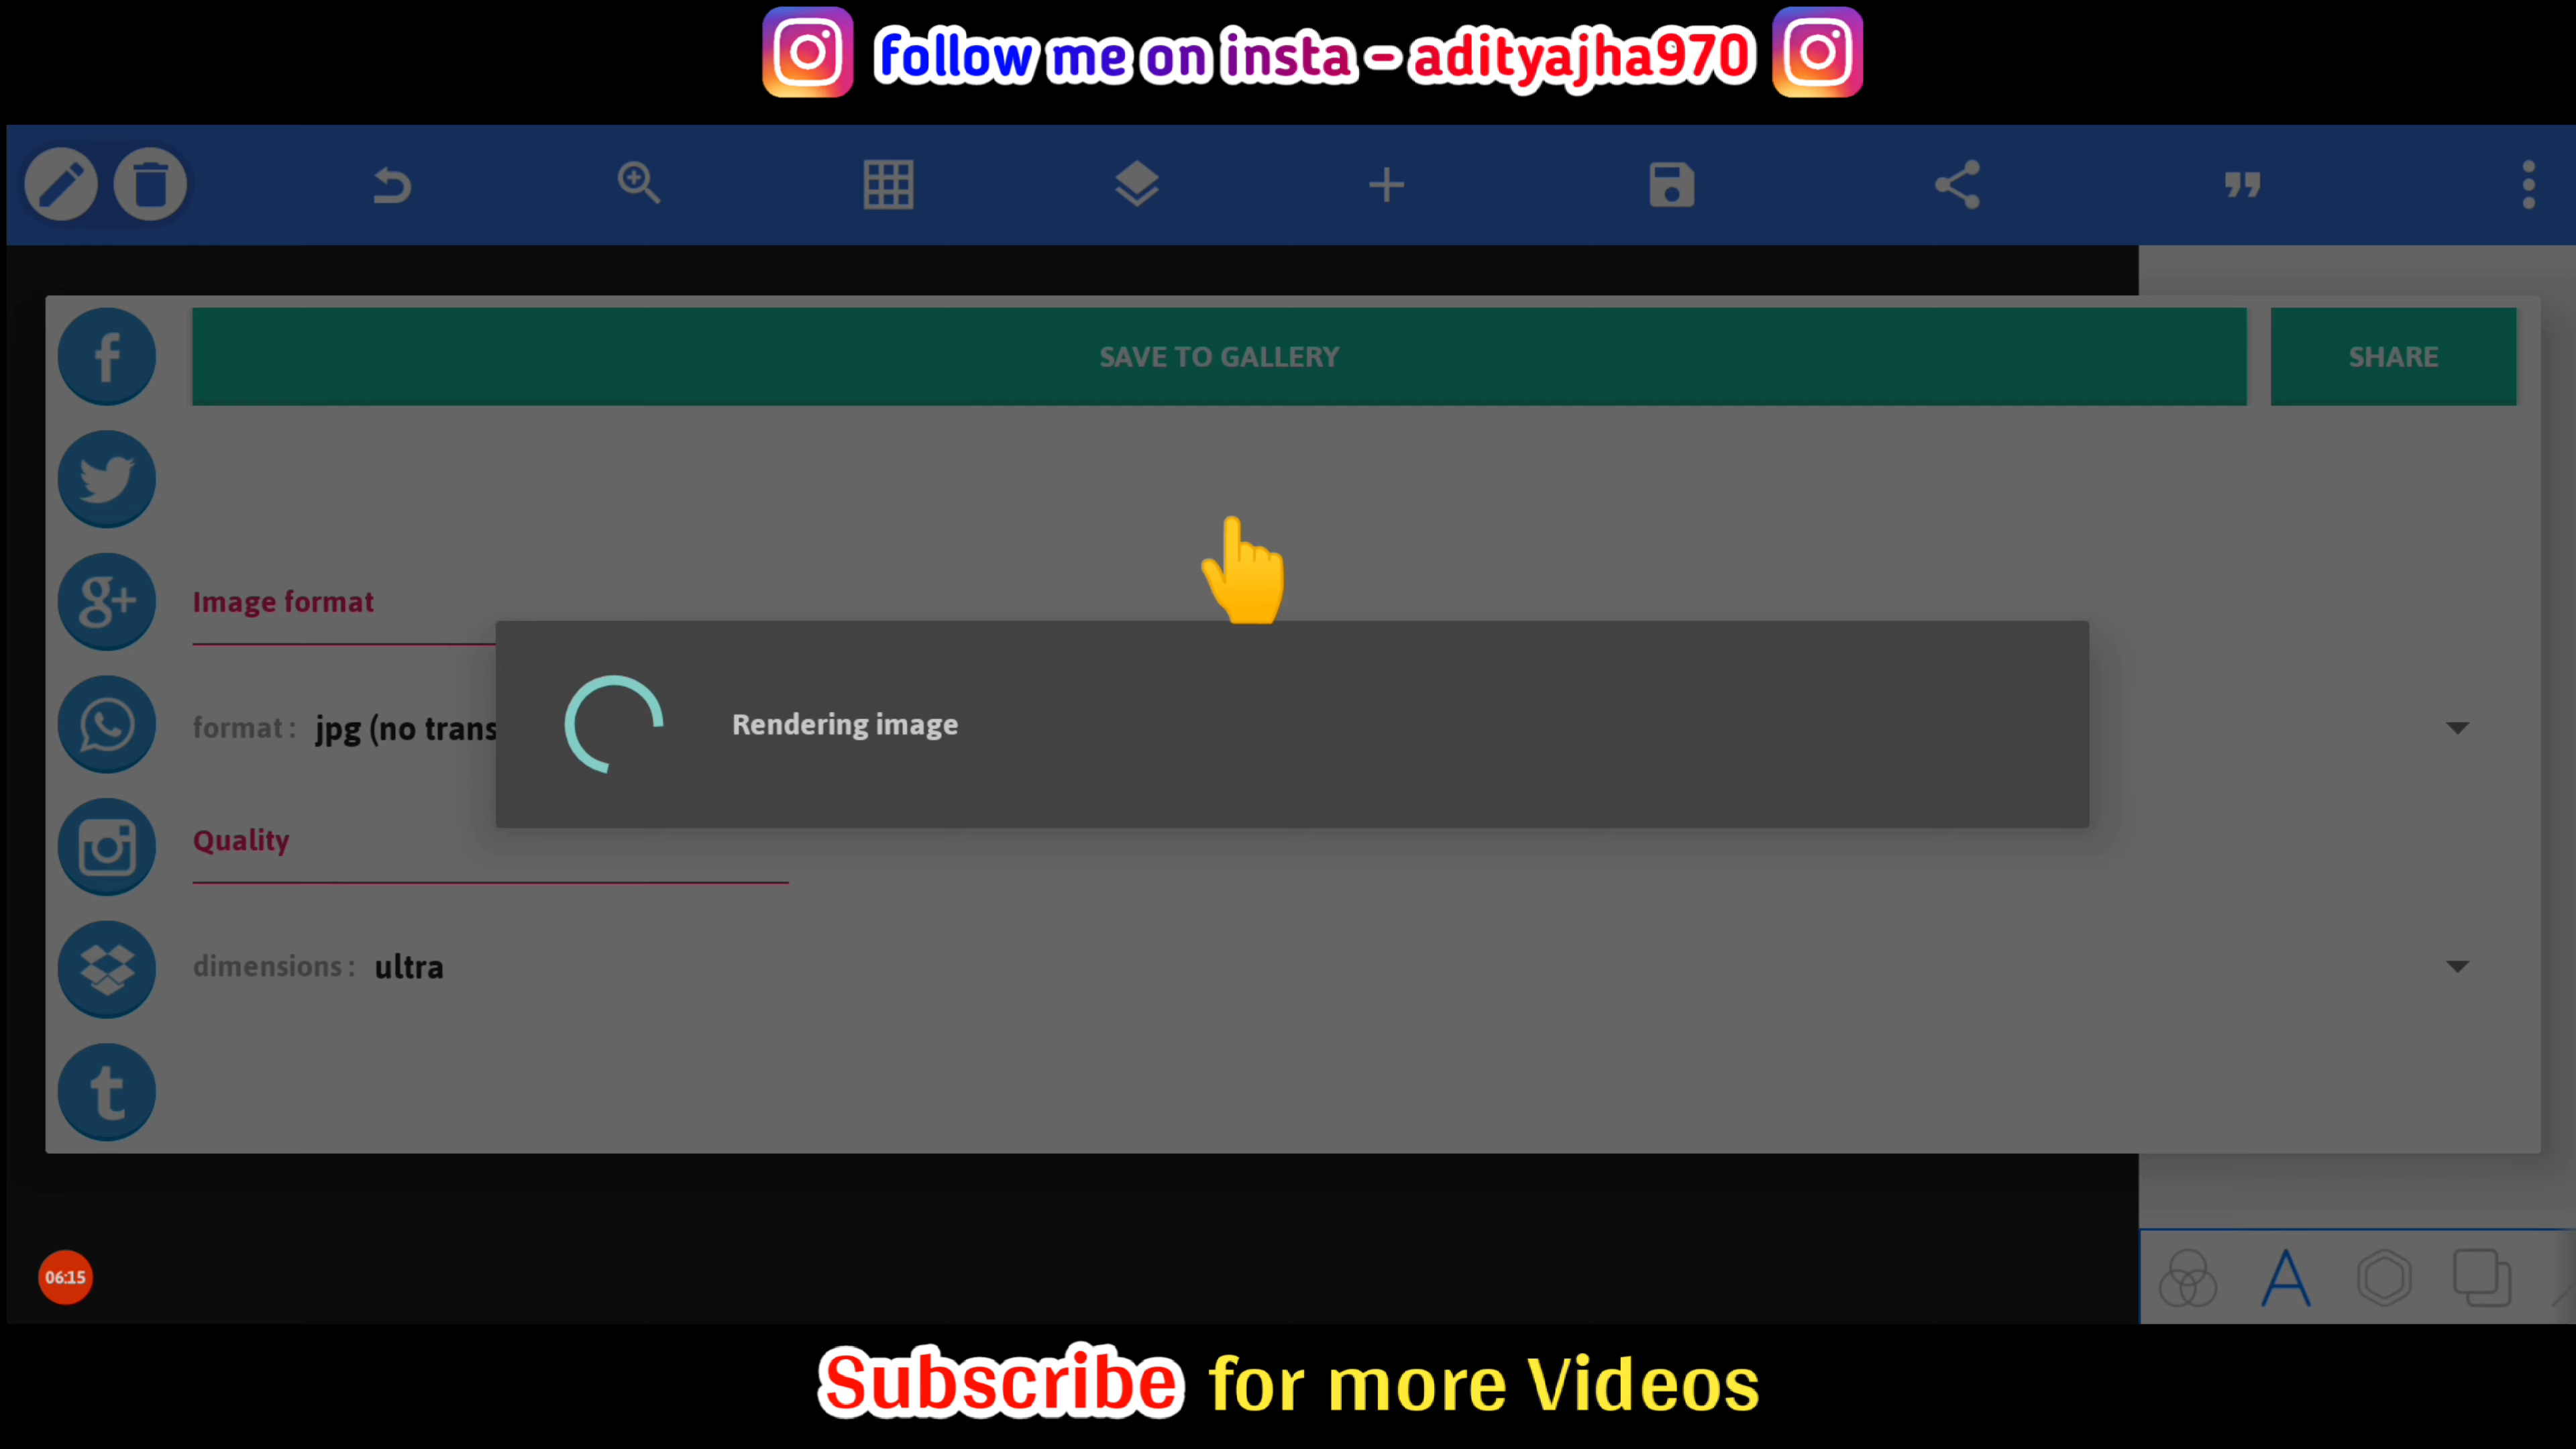 follow me on insta - adityajha970
SAVE TO GALLERY
SHARE
Image format
format : jpg (no trans
Rendering image
Quality
dimensions : ultra
06:15
Subscribe for more Videos